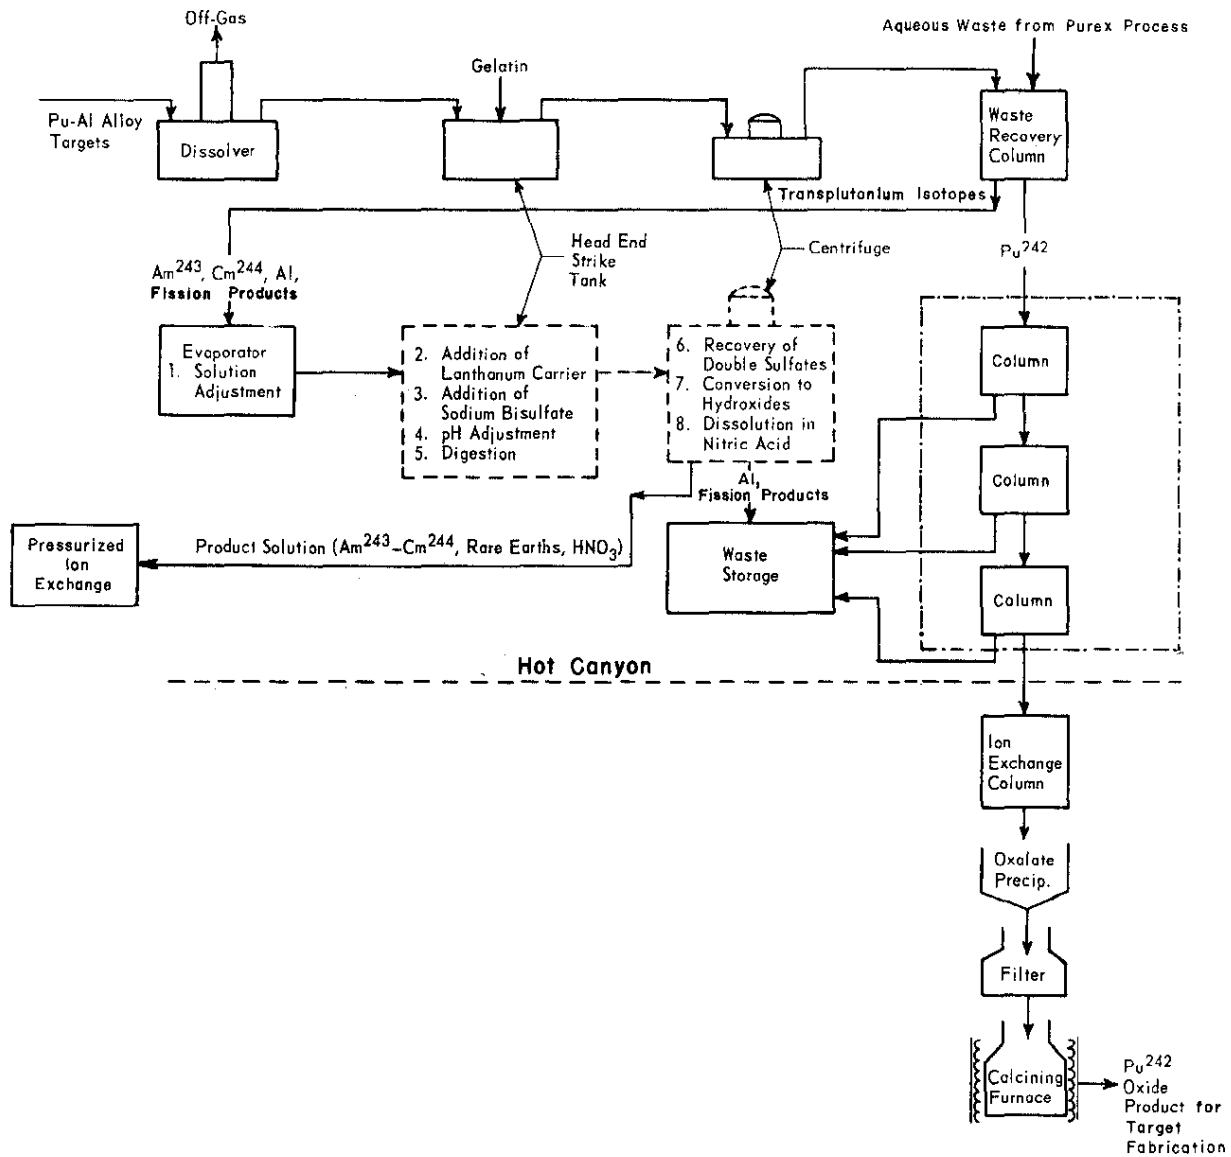 Off-Gas
Aqueous Waste from Purex Process
Gelatin
Pu-Al Alloy
Targets
Dissolver
Waste
Recovery
Column
Transplutonium Isotopes
Head End
Strike
Tank
Centrifuge
Pu242
Am243, Cm244, Al,
Fission Products
Evaporator
1. Solution
Adjustment
2. Addition of
Lanthanum Carrier
3. Addition of
Sodium Bisulfate
4. pH Adjustment
5. Digestion
6. Recovery of
Double Sulfates
7. Conversion to
Hydroxides
8. Dissolution in
Nitric Acid
Column
Column
Column
Al,
Fission Products
Pressurized
Ion
Exchange
Product Solution (Am243-Cm244, Rare Earths, HNO3)
Waste
Storage
Hot Canyon
Ion
Exchange
Column
Oxalate
Precip.
Filter
Calcining
Furnace
Pu242
Oxide
Product for
Target
Fabrication